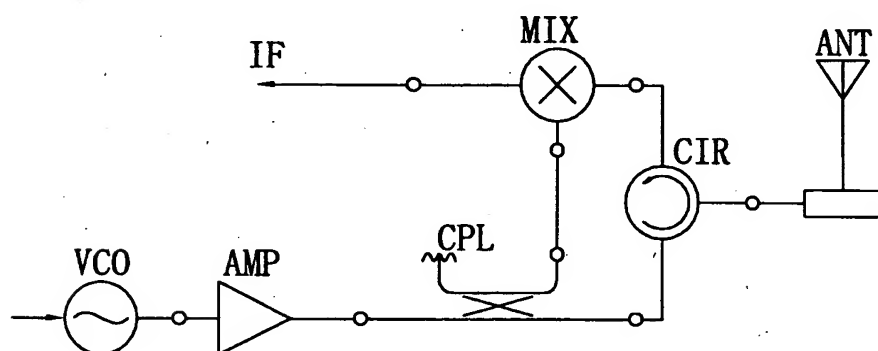 MIX
ANT
IF
CIR
CPL
VCO
AMP